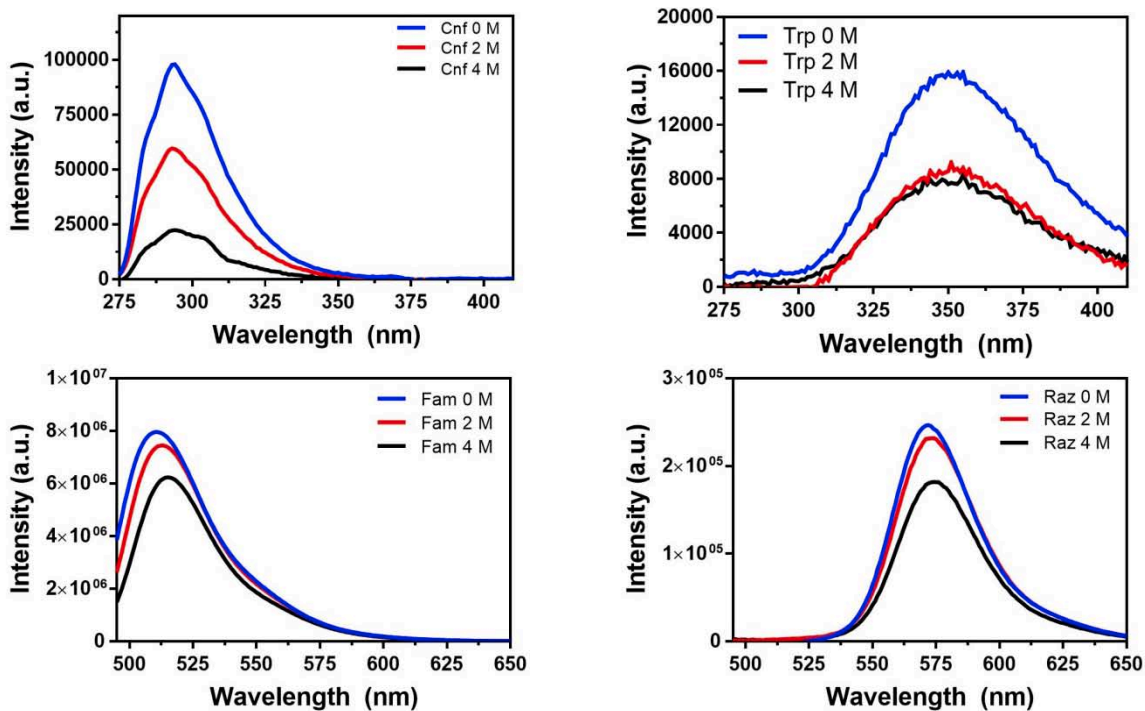 Cnf 0 M
Cnf 2 M
Cnf 4 M
100000
75000
50000
25000
0
Intensity (a.u.)
275 300 325 350 375 400
Wavelength (nm)
Trp 0 M
Trp 2 M
Trp 4 M
20000
16000
12000
8000
4000
0
Intensity (a.u.)
275 300 325 350 375 400
Wavelength (nm)
Fam 0 M
Fam 2 M
Fam 4 M
1×10⁰⁷
8×10⁰⁶
6×10⁰⁶
4×10⁰⁶
2×10⁰⁶
0
Intensity (a.u.)
500 525 550 575 600 625 650
Wavelength (nm)
Raz 0 M
Raz 2 M
Raz 4 M
3×10⁰⁵
2×10⁰⁵
1×10⁰⁵
0
Intensity (a.u.)
500 525 550 575 600 625 650
Wavelength (nm)